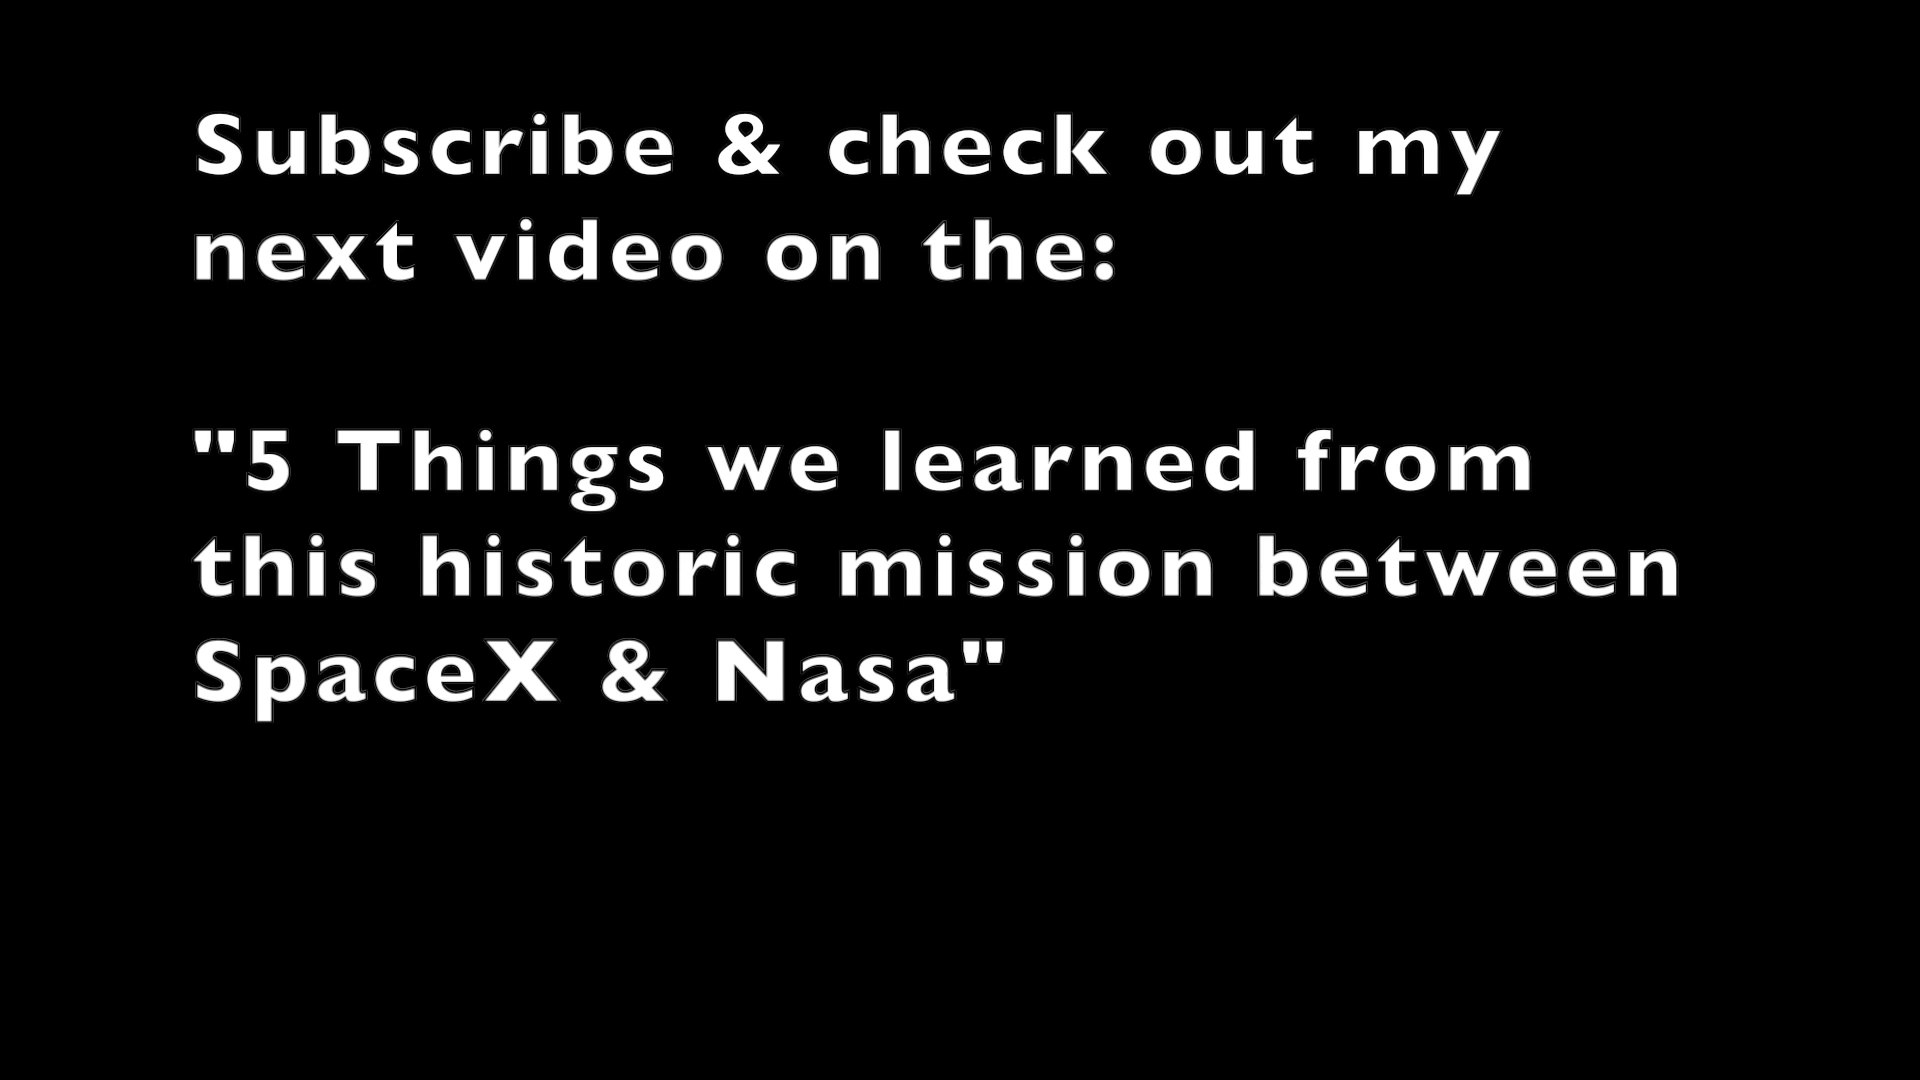 Subscribe & check out my
next video on the:
"5 Things we learned from
this historic mission between
SpaceX & Nasa"